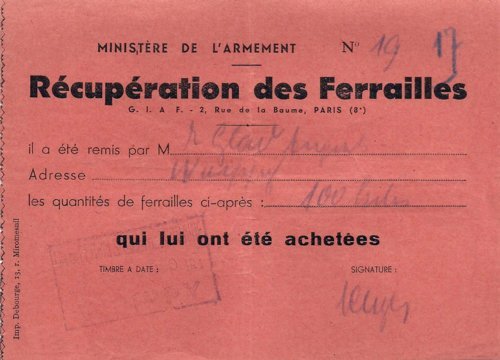 MINISTÈRE DE L'ARMEMENT N° 19 17
Récupération des Ferrailles
G. I. A F. - 2, Rue de la Baume, PARIS (8e)
il a été remis par M
Adresse
les quantités de ferrailles ci-après : 100
qui lui ont été achetées
TIMBRE A DATE : SIGNATURE :
Imp. Debourge, 13, r. Miromesnil